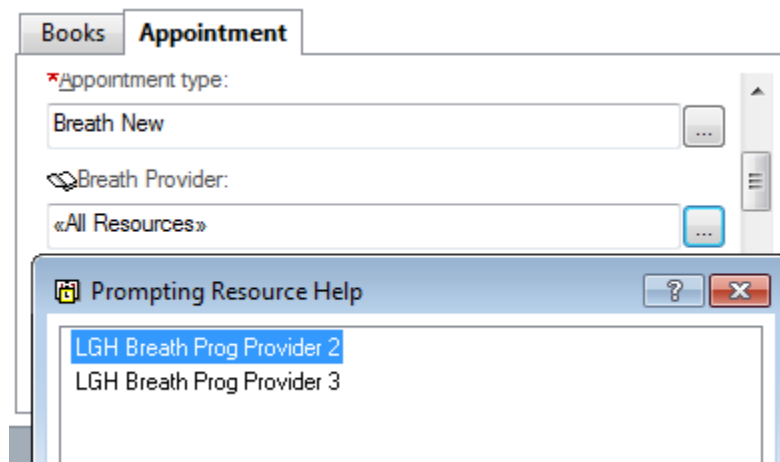 Books Appointment
*Appointment type:
Breath New
...
Breath Provider:
«All Resources»
...
Prompting Resource Help
?
LGH Breath Prog Provider 2
LGH Breath Prog Provider 3